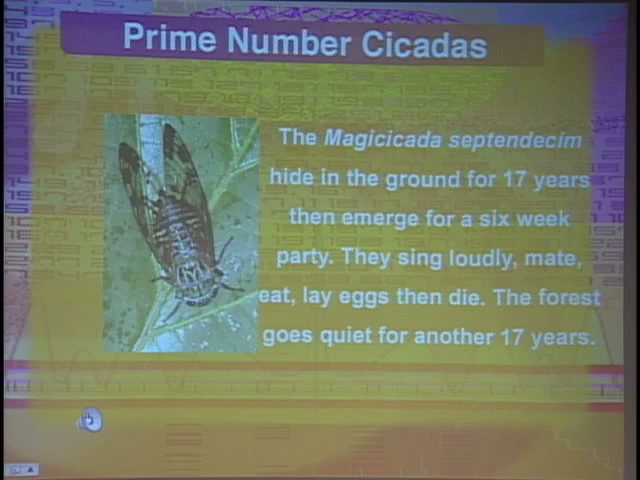 Prime Number Cicadas
The Magicicada septendecim
hide in the ground for 17 years
then emerge for a six week
party. They sing loudly, mate,
eat, lay eggs then die. The forest
goes quiet for another 17 years.